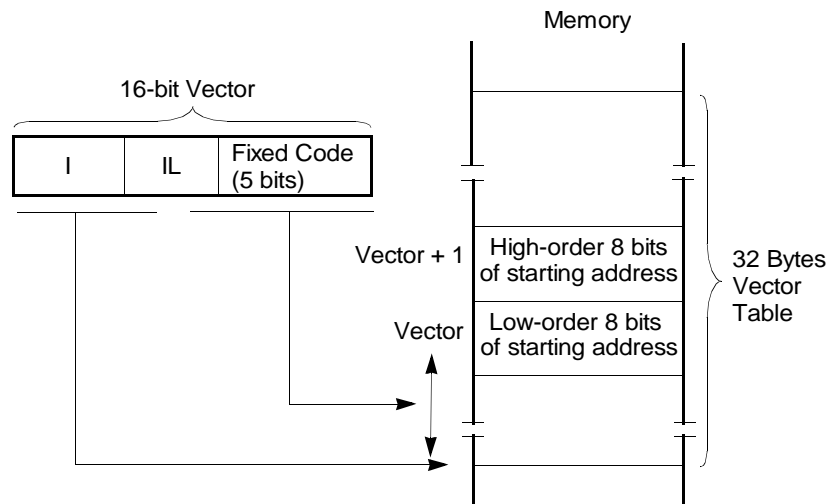 Memory
16-bit Vector
I
IL
Fixed Code
(5 bits)
Vector + 1
High-order 8 bits
of starting address
Vector
Low-order 8 bits
of starting address
32 Bytes
Vector
Table